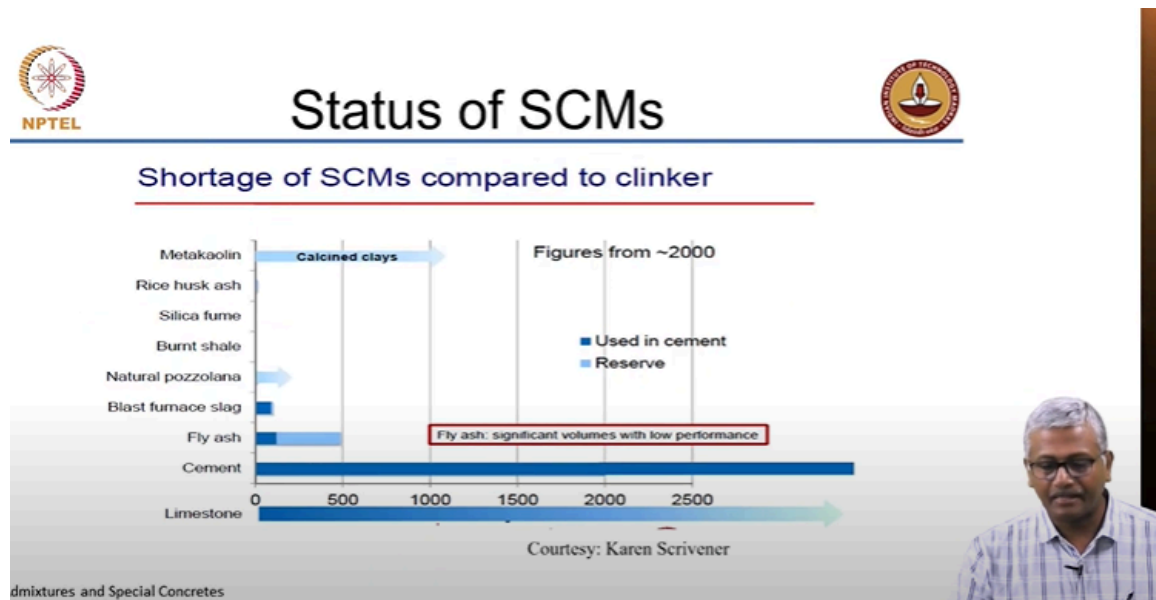 NPTEL
Status of SCMs
Shortage of SCMs compared to clinker
Figures from ~2000
Metakaolin
Calcined clays
Rice husk ash
Silica fume
Burnt shale
Used in cement
Reserve
Natural pozzolana
Blast furnace slag
Fly ash
Fly ash: significant volumes with low performance
Cement
0 500 1000 1500 2000 2500
Limestone
Courtesy: Karen Scrivener
dmixtures and Special Concretes